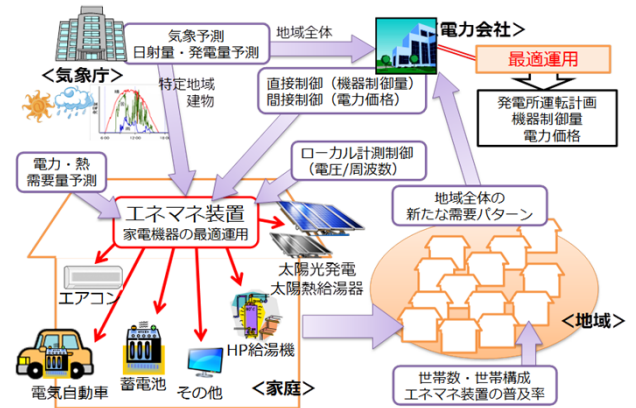 気象予測
日射量・発電量予測
地域全体
<電力会社>
最適運用
<気象庁>
特定地域
建物
直接制御（機器制御量）
間接制御（電力価格）
発電所運転計画
機器制御量
電力価格
6:00
12:00
電力・熱
需要量予測
ローカル計測制御
（電圧/周波数）
エネマネ装置
家電機器の最適運用
地域全体の
新たな需要パターン
太陽光発電
太陽熱給湯器
エアコン
HP給湯機
<地域>
電気自動車
蓄電池
その他
<家庭>
世帯数・世帯構成
エネマネ装置の普及率